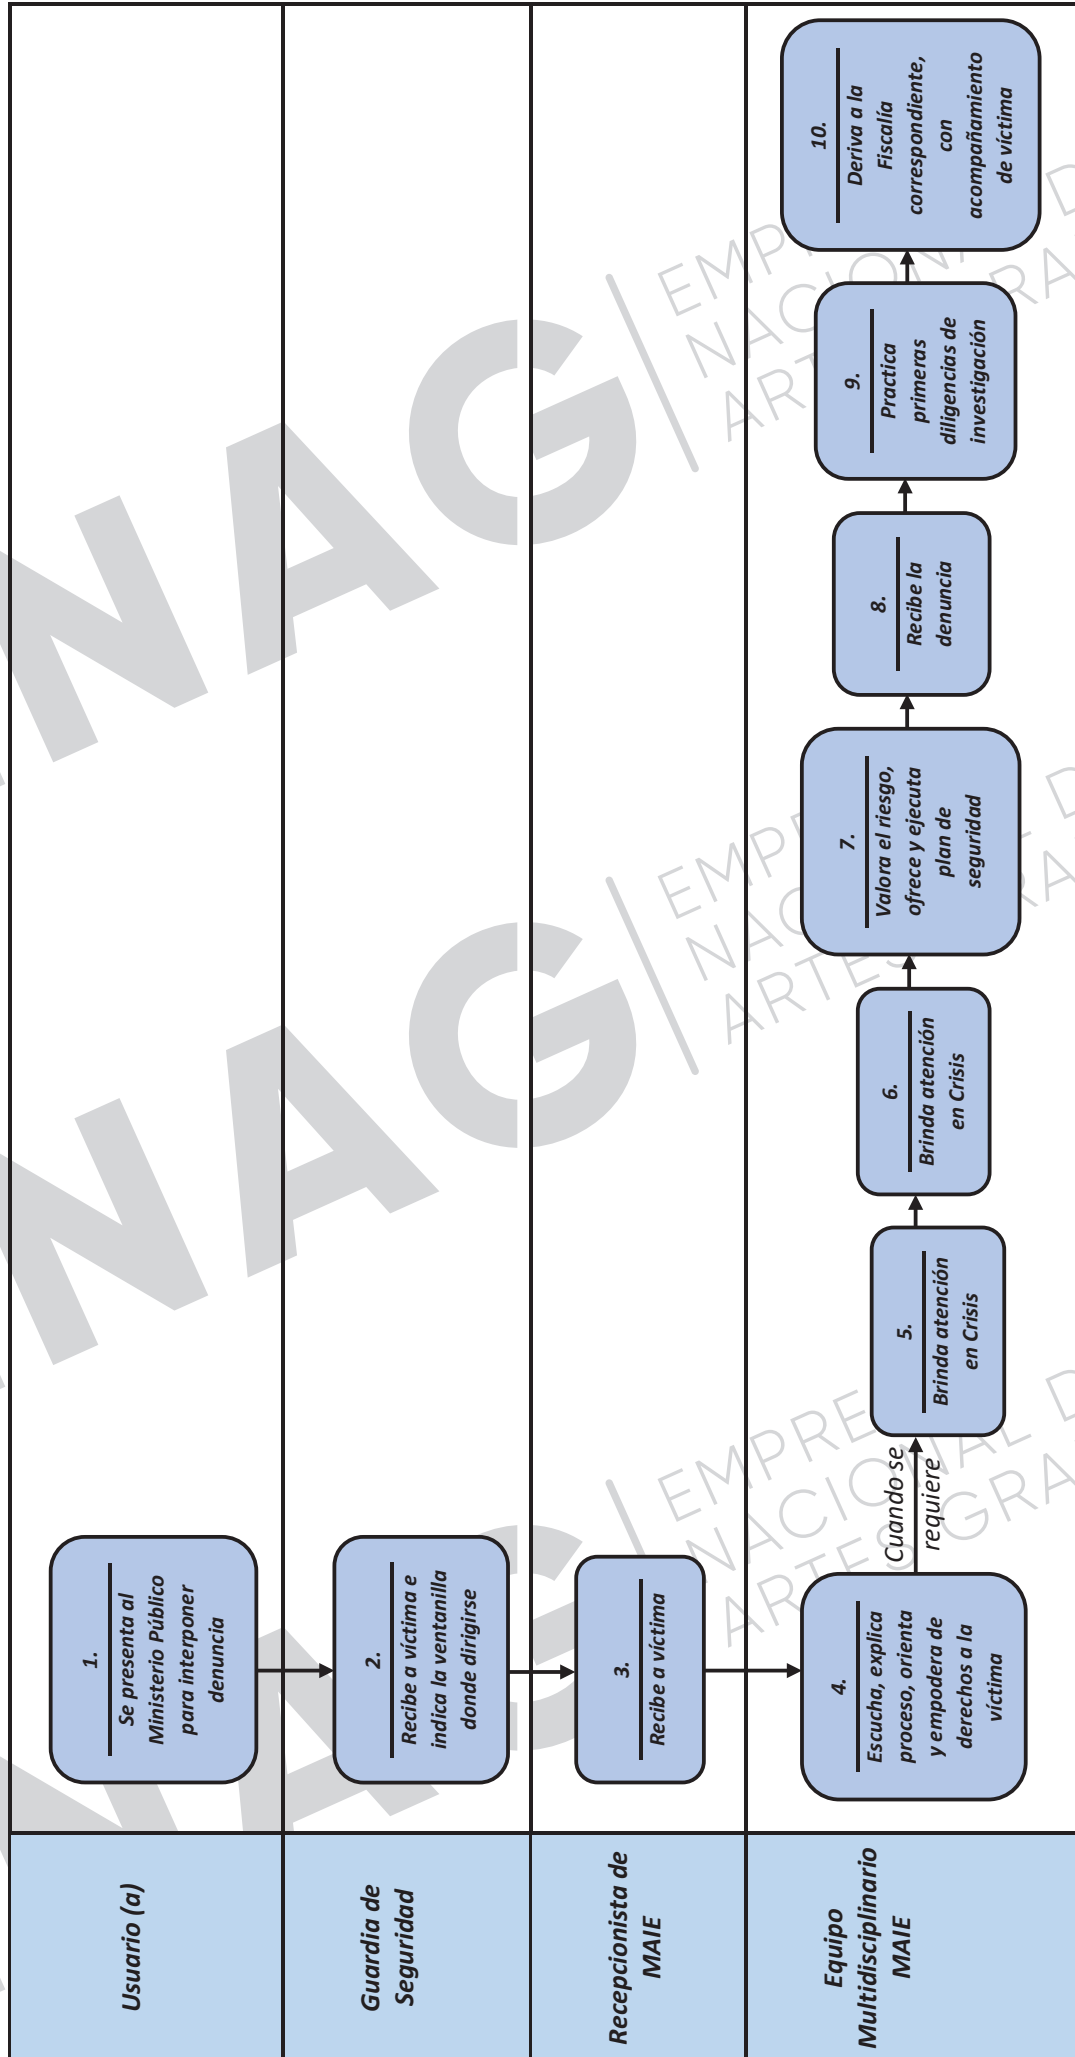 Usuario (a)
1.
Se presenta al
Ministerio Público
para interponer
denuncia
Guardia de
Seguridad
2.
Recibe a víctima e
indica la ventanilla
donde dirigirse
Recepcionista de
MAIE
3.
Recibe a víctima
Equipo
Multidisciplinario
MAIE
4.
Escucha, explica
proceso, orienta
y empodera de
derechos a la
víctima
Cuando se
requiere
5.
Brinda atención
en Crisis
6.
Brinda atención
en Crisis
7.
Valora el riesgo,
ofrece y ejecuta
plan de
seguridad
8.
Recibe la
denuncia
9.
Practica
primeras
diligencias de
investigación
10.
Deriva a la
Fiscalía
correspondiente,
con
acompañamiento
de víctima